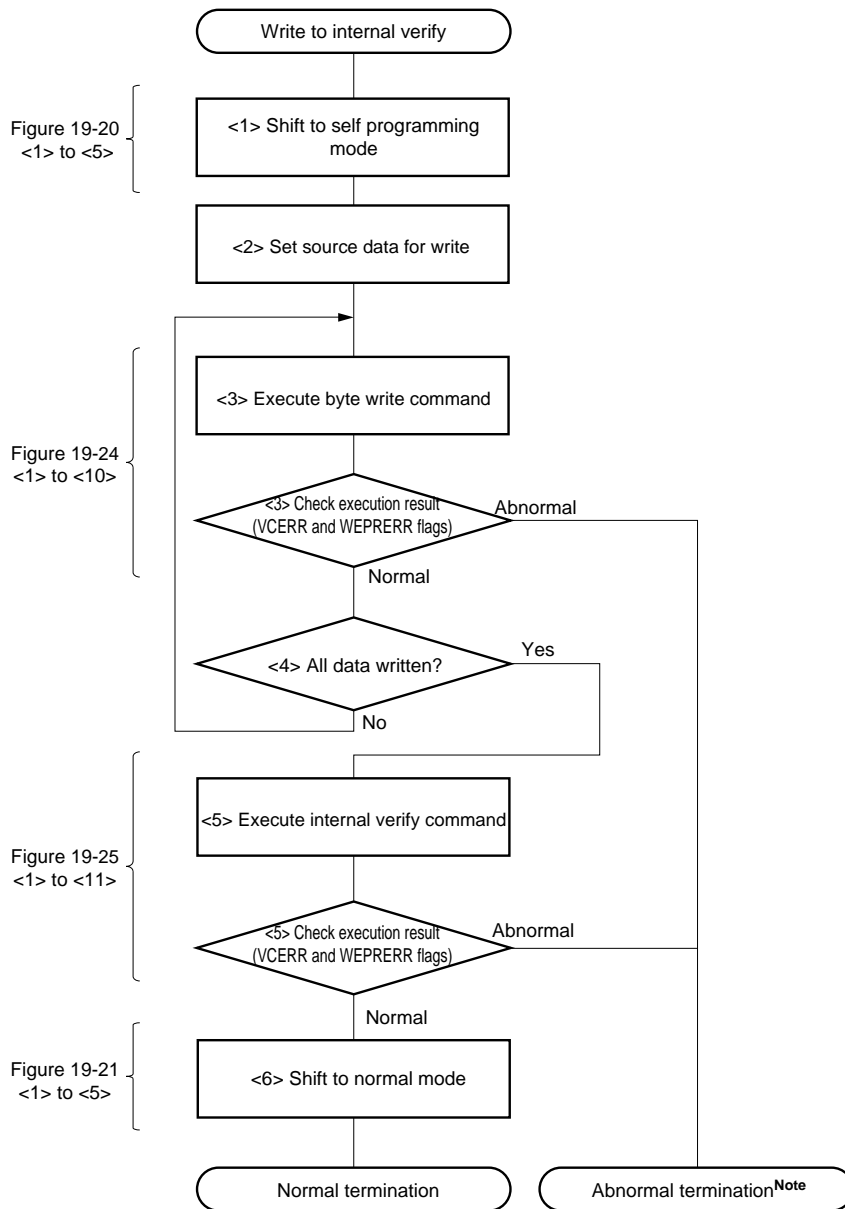 Write to internal verify
Figure 19-20
<1> to <5>
<1> Shift to self programming
mode
<2> Set source data for write
Figure 19-24
<1> to <10>
<3> Execute byte write command
<3> Check execution result
(VCERR and WEPRERR flags)
Abnormal
Normal
<4> All data written?
Yes
No
Figure 19-25
<1> to <11>
<5> Execute internal verify command
<5> Check execution result
(VCERR and WEPRERR flags)
Abnormal
Normal
Figure 19-21
<1> to <5>
<6> Shift to normal mode
Normal termination
Abnormal termination Note